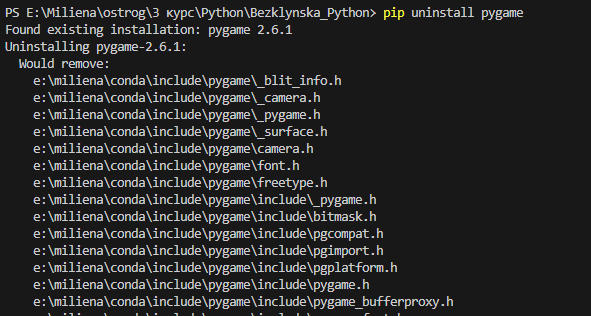 PS E:\Miliena\ostrog\3 курс\Python\Bezklynska_Python> pip uninstall pygame
Found existing installation: pygame 2.6.1
Uninstalling pygame-2.6.1:
  Would remove:
    e:\miliena\conda\include\pygame\_blit_info.h
    e:\miliena\conda\include\pygame\_camera.h
    e:\miliena\conda\include\pygame\_pygame.h
    e:\miliena\conda\include\pygame\_surface.h
    e:\miliena\conda\include\pygame\camera.h
    e:\miliena\conda\include\pygame\font.h
    e:\miliena\conda\include\pygame\freetype.h
    e:\miliena\conda\include\pygame\include\_pygame.h
    e:\miliena\conda\include\pygame\include\bitmask.h
    e:\miliena\conda\include\pygame\include\pgcompat.h
    e:\miliena\conda\include\pygame\include\pgimport.h
    e:\miliena\conda\include\pygame\include\pgplatform.h
    e:\miliena\conda\include\pygame\include\pygame.h
    e:\miliena\conda\include\pygame\include\pygame_bufferproxy.h